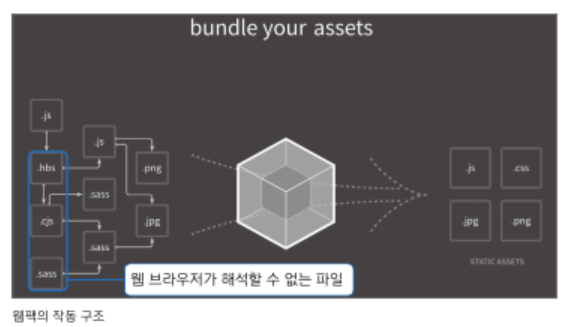 bundle your assets
.js
.js
.hbs
.png
.sass
.cjs
.jpg
.sass
.sass
.js
.css
.jpg
.png
STATIC ASSETS
웹 브라우저가 해석할 수 없는 파일
웹팩의 작동 구조